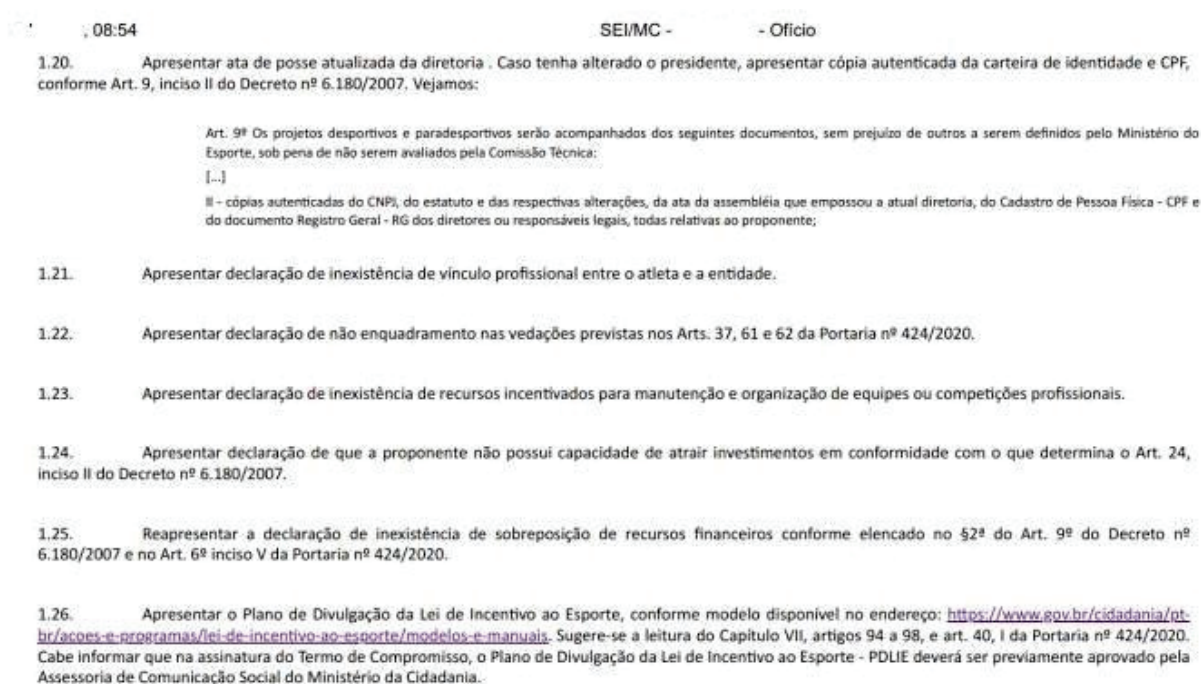 , 08:54 SEI/MC - - Ofício
1.20. Apresentar ata de posse atualizada da diretoria . Caso tenha alterado o presidente, apresentar cópia autenticada da carteira de identidade e CPF,
conforme Art. 9, inciso II do Decreto nº 6.180/2007. Vejamos:
Art. 9º Os projetos desportivos e paradesportivos serão acompanhados dos seguintes documentos, sem prejuízo de outros a serem definidos pelo Ministério do
Esporte, sob pena de não serem avaliados pela Comissão Técnica:
[...]
II - cópias autenticadas do CNPJ, do estatuto e das respectivas alterações, da ata da assembléia que empossou a atual diretoria, do Cadastro de Pessoa Física - CPF e
do documento Registro Geral - RG dos diretores ou responsáveis legais, todas relativas ao proponente;
1.21. Apresentar declaração de inexistência de vínculo profissional entre o atleta e a entidade.
1.22. Apresentar declaração de não enquadramento nas vedações previstas nos Arts. 37, 61 e 62 da Portaria nº 424/2020.
1.23. Apresentar declaração de inexistência de recursos incentivados para manutenção e organização de equipes ou competições profissionais.
1.24. Apresentar declaração de que a proponente não possui capacidade de atrair investimentos em conformidade com o que determina o Art. 24,
inciso II do Decreto nº 6.180/2007.
1.25. Reapresentar a declaração de inexistência de sobreposição de recursos financeiros conforme elencado no §2ª do Art. 9º do Decreto nº
6.180/2007 e no Art. 6º inciso V da Portaria nº 424/2020.
1.26. Apresentar o Plano de Divulgação da Lei de Incentivo ao Esporte, conforme modelo disponível no endereço: https://www.gov.br/cidadania/pt-
br/acoes-e-programas/lei-de-incentivo-ao-esporte/modelos-e-manuais. Sugere-se a leitura do Capítulo VII, artigos 94 a 98, e art. 40, I da Portaria nº 424/2020.
Cabe informar que na assinatura do Termo de Compromisso, o Plano de Divulgação da Lei de Incentivo ao Esporte - PDLIE deverá ser previamente aprovado pela
Assessoria de Comunicação Social do Ministério da Cidadania.